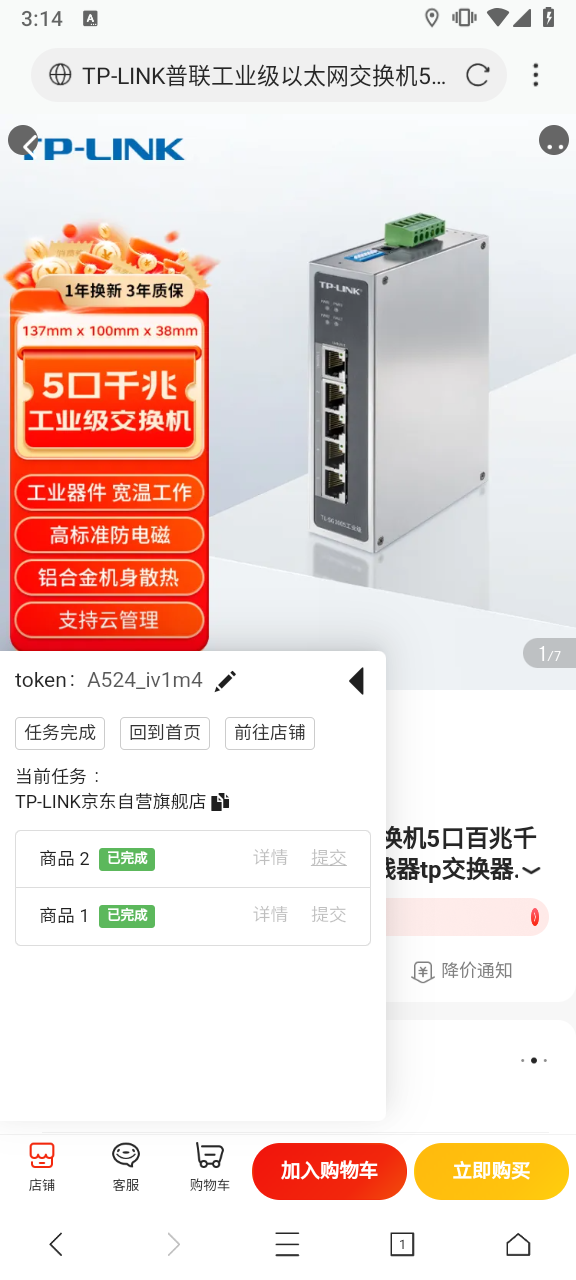 3:14
TP-LINK普联工业级以太网交换机5...
TP-LINK
1年换新 3年质保
137mm x 100mm x 38mm
5口千兆
工业级交换机
工业器件 宽温工作
高标准防电磁
铝合金机身散热
支持云管理
TP-LINK
1/7
token: A524_iv1m4
任务完成 回到首页 前往店铺
当前任务：
TP-LINK京东自营旗舰店
商品 2 已完成 详情 提交
商品 1 已完成 详情 提交
换机5口百兆千
线器tp交换器.
降价通知
店铺 客服 购物车 加入购物车 立即购买
1